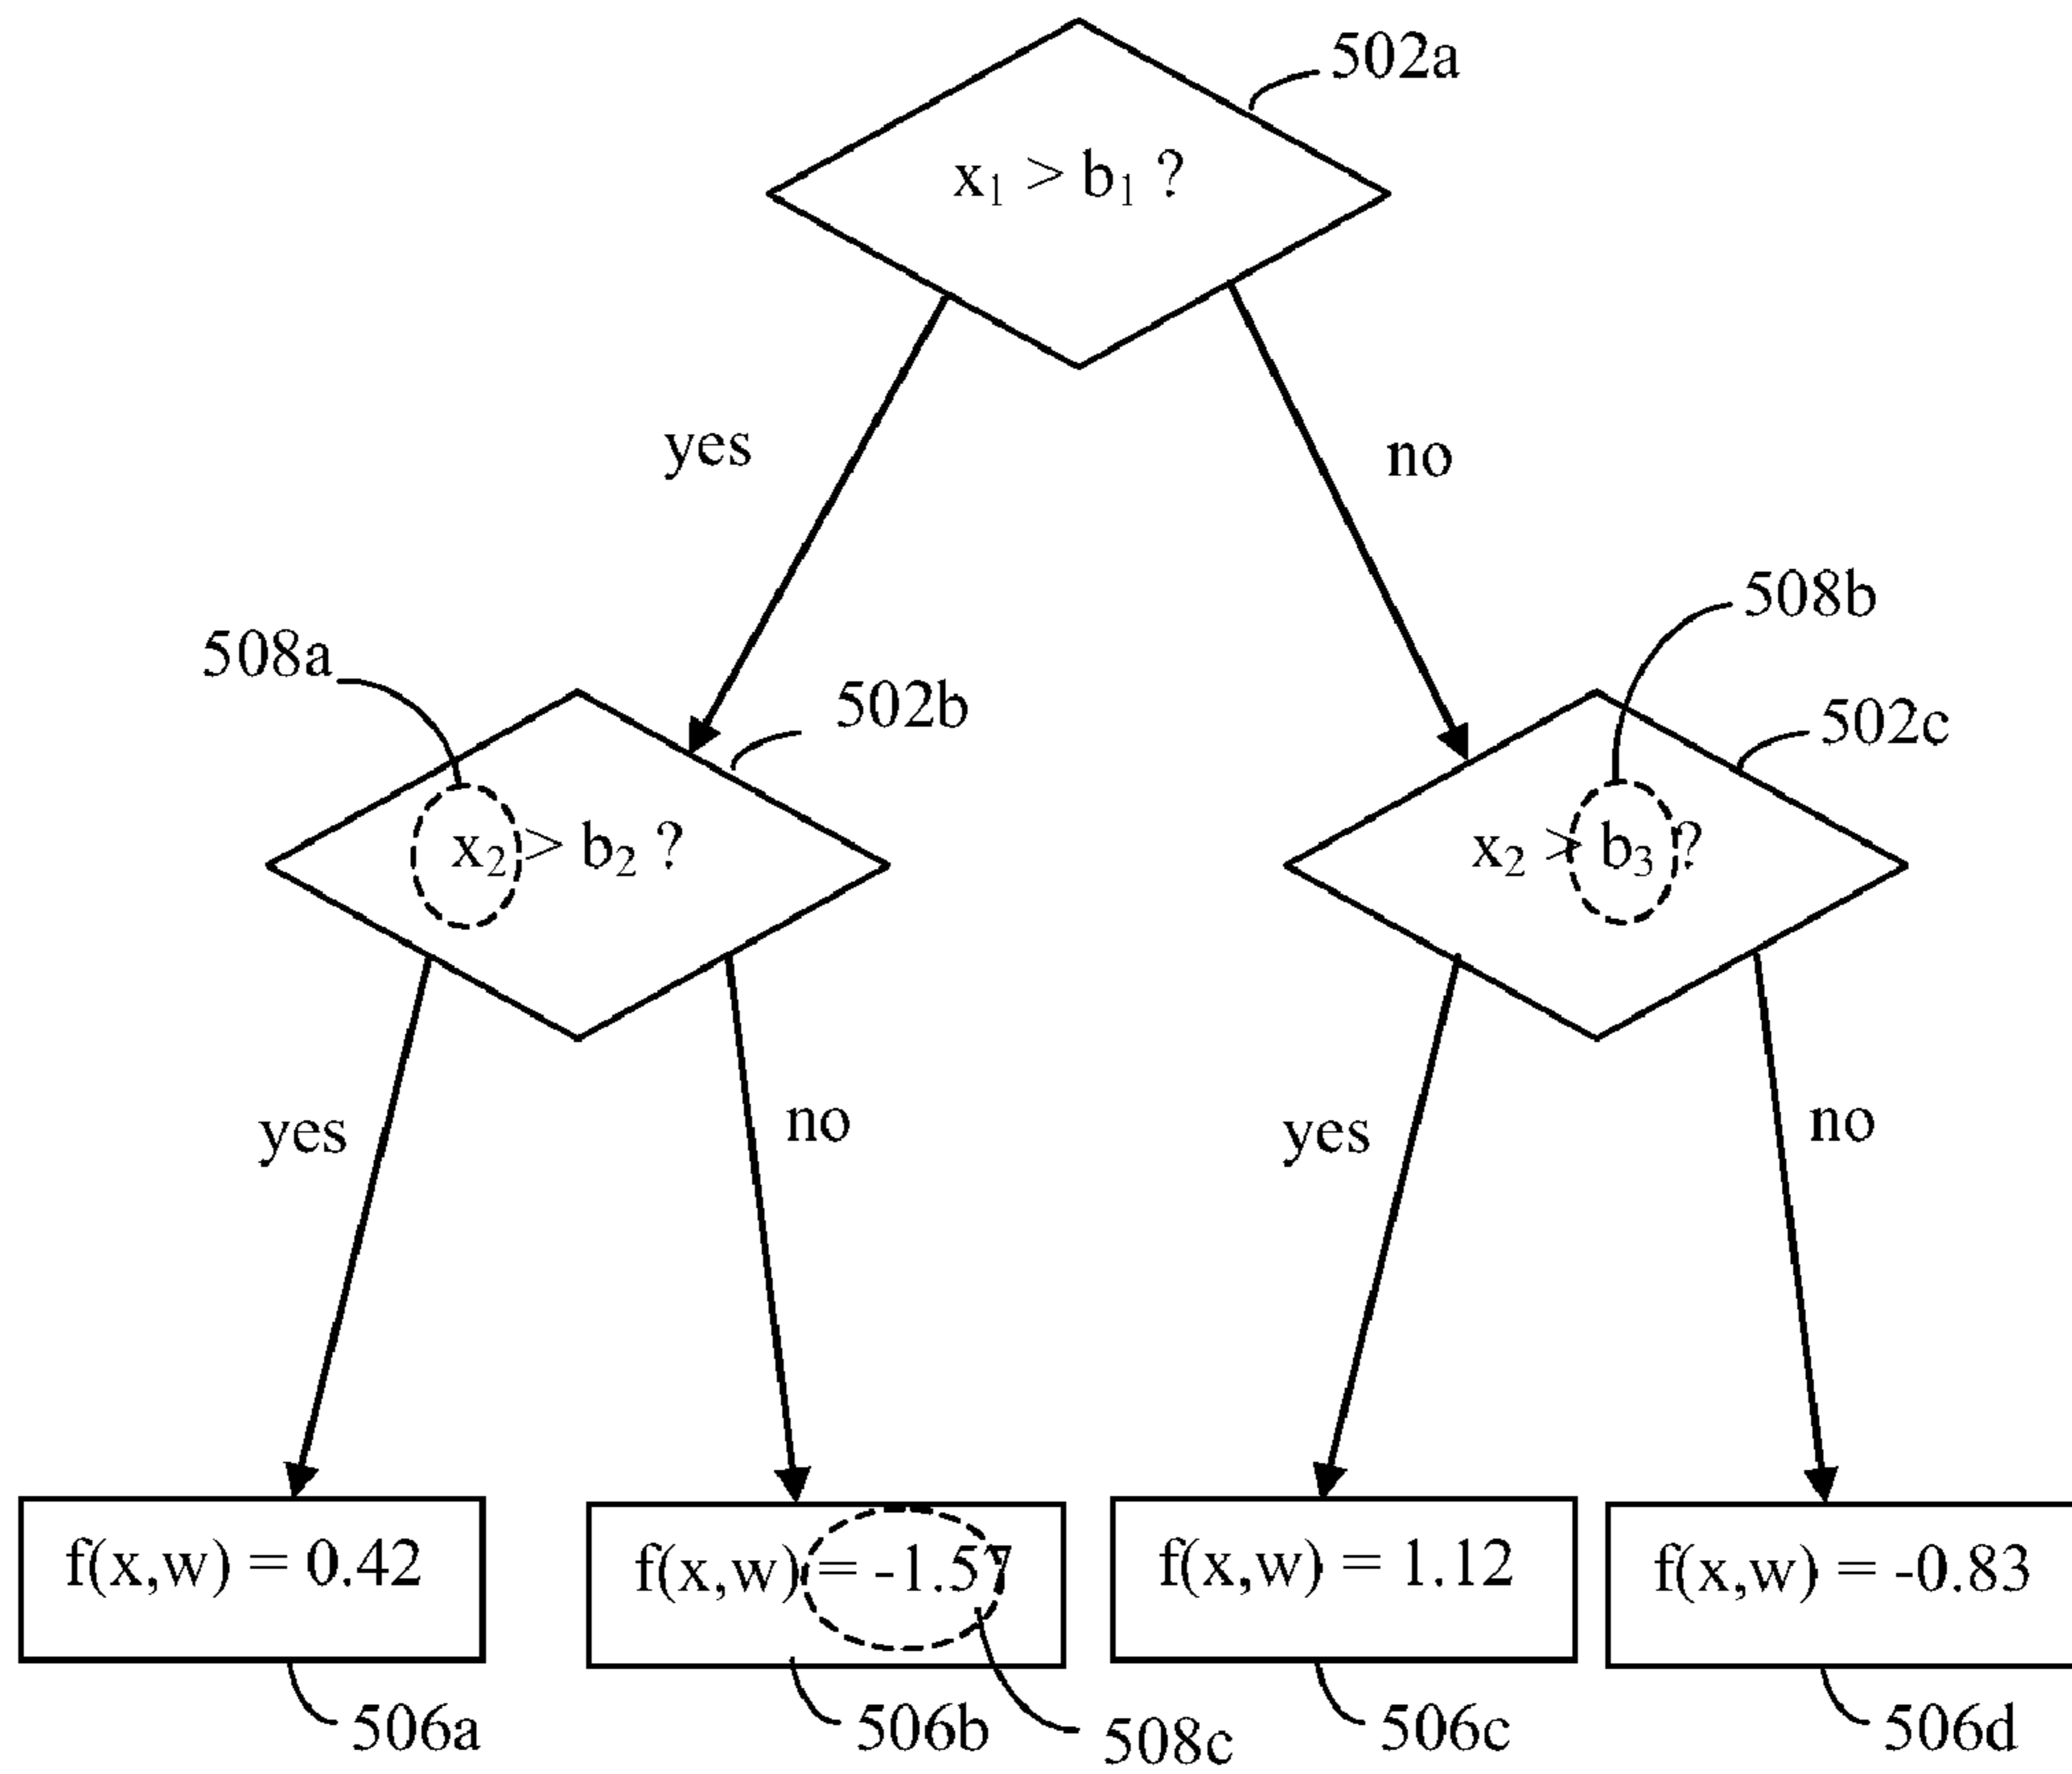 502a
x₁ > b₁ ?
yes
no
508b
508a
502b
502c
x₂ > b₂ ?
x₂ > b₃ ?
yes
no
yes
no
f(x,w) = 0.42
f(x,w) = -1.57
f(x,w) = 1.12
f(x,w) = -0.83
506a
506b
508c
506c
506d